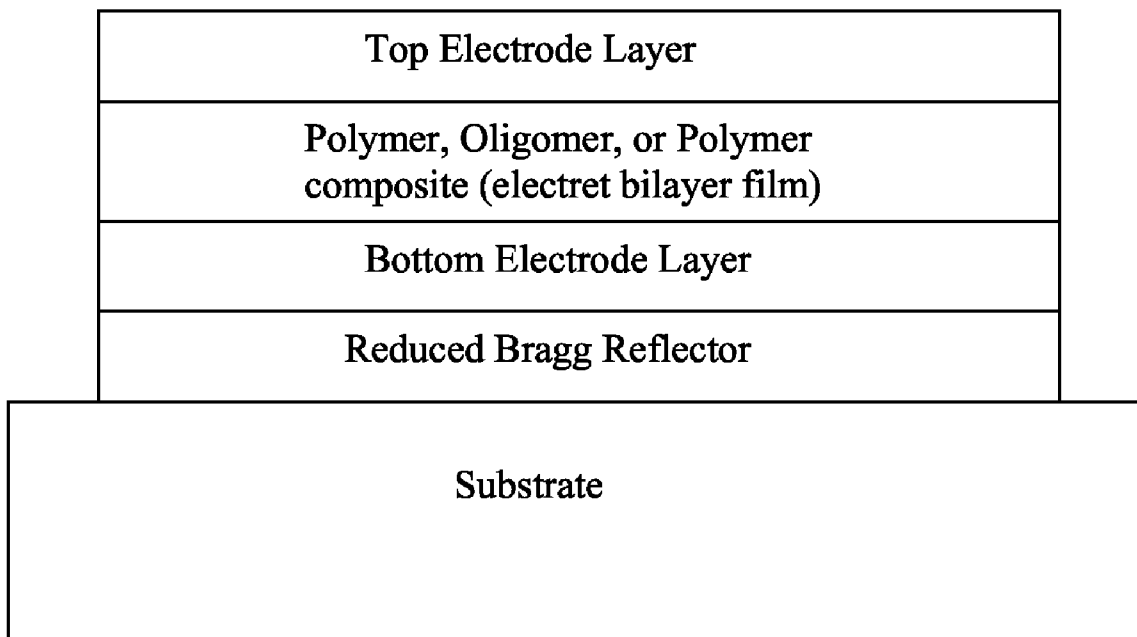 Top Electrode Layer
Polymer, Oligomer, or Polymer
composite (electret bilayer film)
Bottom Electrode Layer
Reduced Bragg Reflector
Substrate